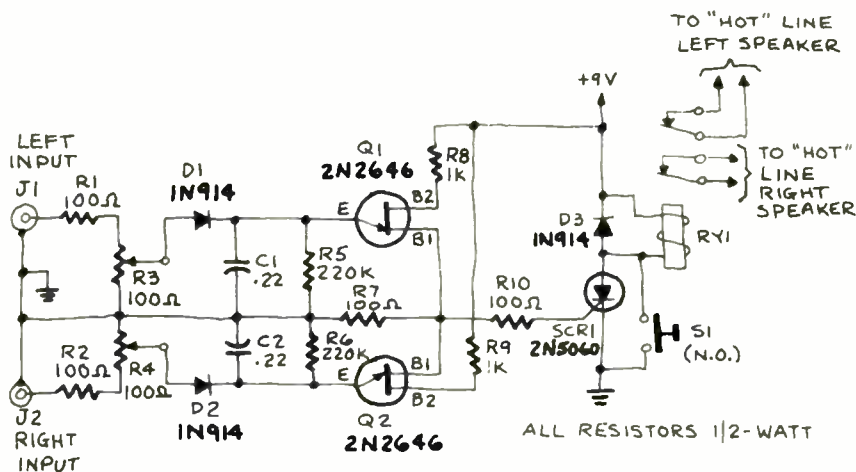 TO "HOT" LINE
LEFT SPEAKER
+9V
LEFT
INPUT
J1
R1
100Ω
D1
1N914
Q1
2N2646
R8
1K
B2
B1
E
TO "HOT"
LINE
RIGHT
SPEAKER
D3
1N914
RY1
R3
100Ω
C1
.22
R5
220K
R7
100Ω
R10
100Ω
SCR1
2N5060
S1
(N.O.)
R2
100Ω
R4
100Ω
C2
.22
R6
220K
E
B1
B2
R9
1K
J2
RIGHT
INPUT
D2
1N914
Q2
2N2646
ALL RESISTORS 1/2-WATT